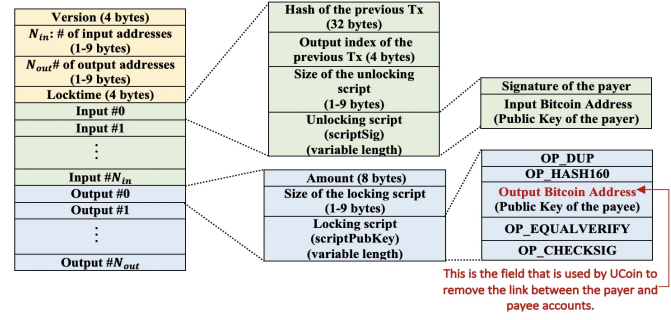 Version (4 bytes)
N_in: # of input addresses
(1-9 bytes)
N_out# of output addresses
(1-9 bytes)
Locktime (4 bytes)
Input #0
Input #1
⋮
Input #N_in
Output #0
Output #1
⋮
Output #N_out
Hash of the previous Tx
(32 bytes)
Output index of the
previous Tx (4 bytes)
Size of the unlocking
script
(1-9 bytes)
Unlocking script
(scriptSig)
(variable length)
Signature of the payer
Input Bitcoin Address
(Public Key of the payer)
Amount (8 bytes)
Size of the locking script
(1-9 bytes)
Locking script
(scriptPubKey)
(variable length)
OP_DUP
OP_HASH160
Output Bitcoin Address
(Public Key of the payee)
OP_EQUALVERIFY
OP_CHECKSIG
This is the field that is used by UCoin to
remove the link between the payer and
payee accounts.